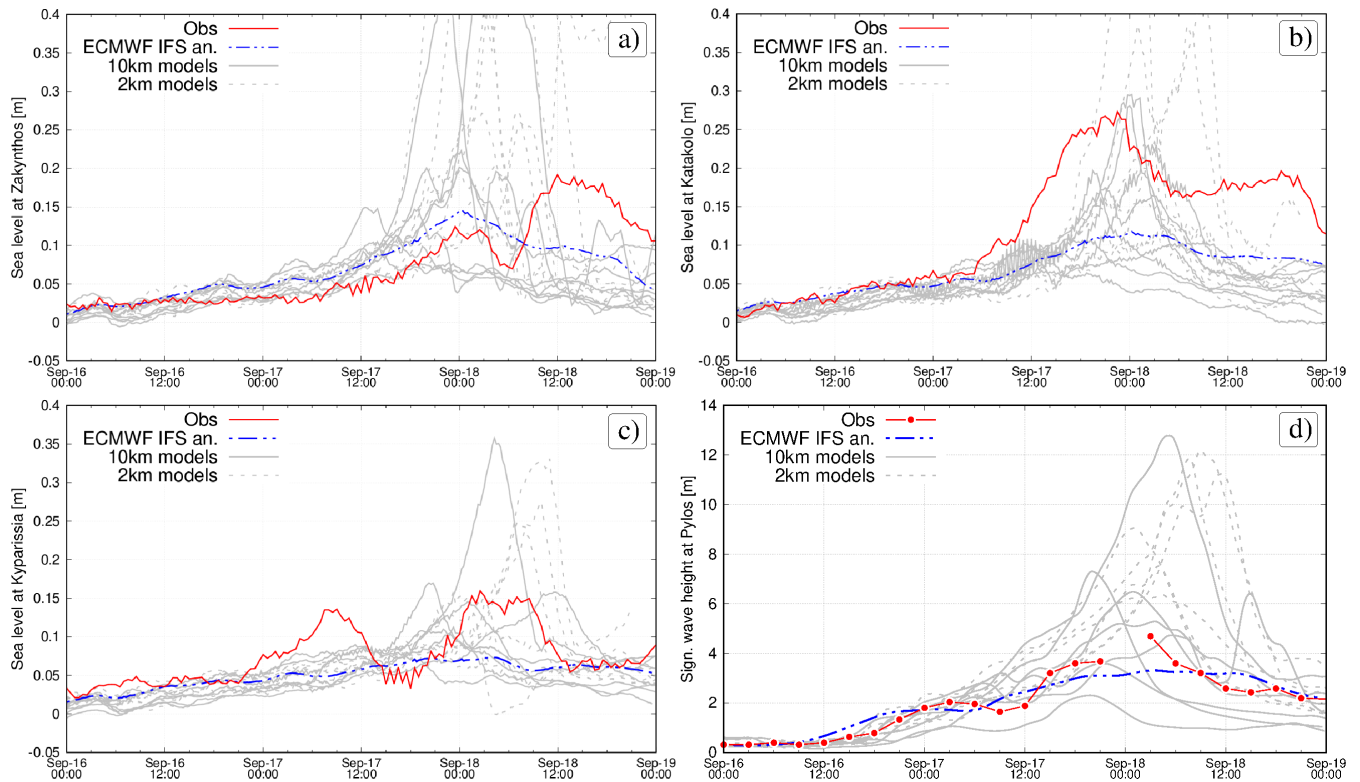 a)
Obs
ECMWF IFS an.
10km models
2km models
Sea level at Zakynthos [m]
0.4
0.35
0.3
0.25
0.2
0.15
0.1
0.05
0
-0.05
Sep-16 Sep-16 Sep-17 Sep-17 Sep-18 Sep-18 Sep-19
00:00 12:00 00:00 12:00 00:00 12:00 00:00
b)
Obs
ECMWF IFS an.
10km models
2km models
Sea level at Katakolo [m]
0.4
0.35
0.3
0.25
0.2
0.15
0.1
0.05
0
-0.05
Sep-16 Sep-16 Sep-17 Sep-17 Sep-18 Sep-18 Sep-19
00:00 12:00 00:00 12:00 00:00 12:00 00:00
c)
Obs
ECMWF IFS an.
10km models
2km models
Sea level at Kyparissia [m]
0.4
0.35
0.3
0.25
0.2
0.15
0.1
0.05
0
-0.05
Sep-16 Sep-16 Sep-17 Sep-17 Sep-18 Sep-18 Sep-19
00:00 12:00 00:00 12:00 00:00 12:00 00:00
d)
Obs
ECMWF IFS an.
10km models
2km models
Sign. wave height at Pylos [m]
14
12
10
8
6
4
2
0
Sep-16 Sep-16 Sep-17 Sep-17 Sep-18 Sep-18 Sep-19
00:00 12:00 00:00 12:00 00:00 12:00 00:00